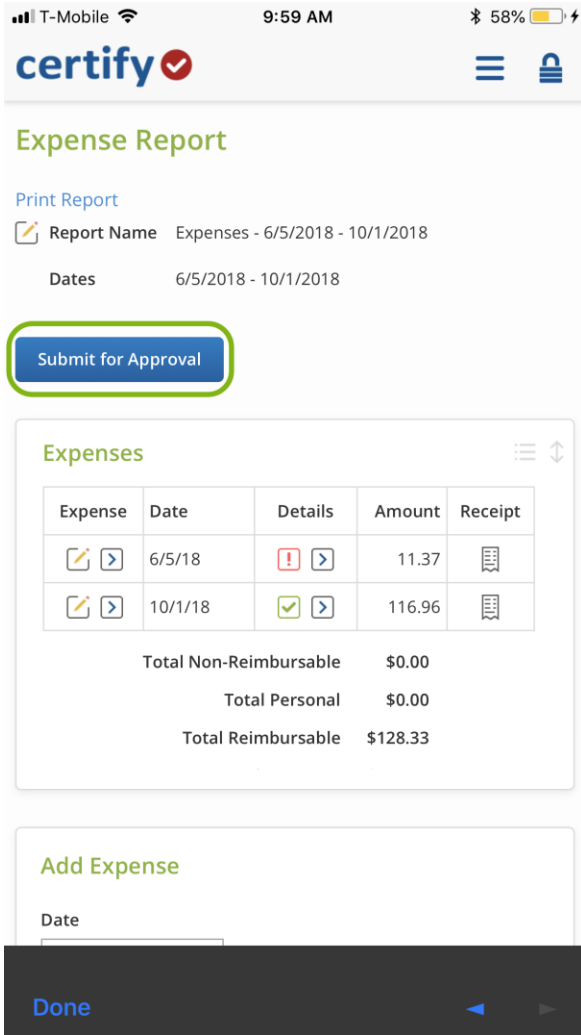 T-Mobile 9:59 AM 58%
certify
Expense Report
Print Report
Report Name Expenses - 6/5/2018 - 10/1/2018
Dates 6/5/2018 - 10/1/2018
Submit for Approval
Expenses
Expense Date Details Amount Receipt
6/5/18 11.37
10/1/18 116.96
Total Non-Reimbursable $0.00
Total Personal $0.00
Total Reimbursable $128.33
Add Expense
Date
Done